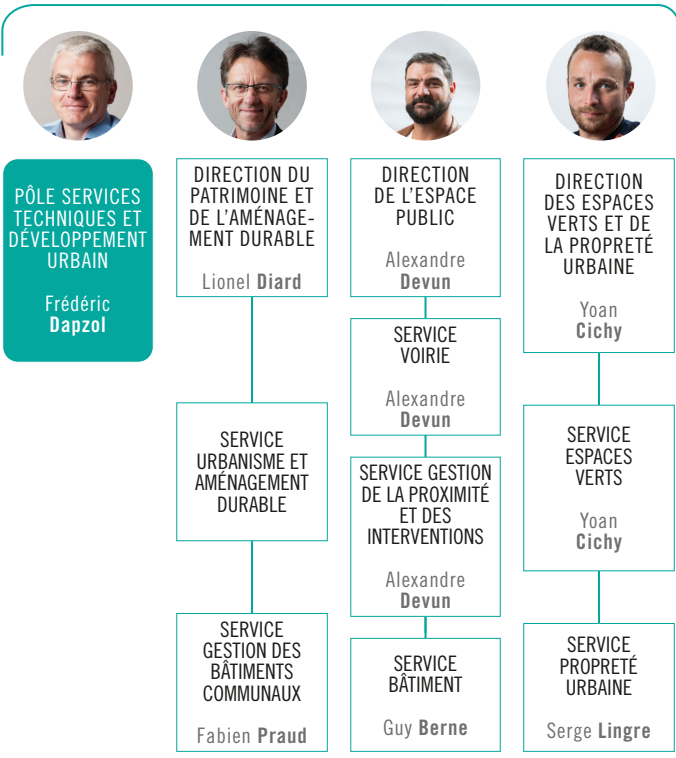 PÔLE SERVICES
TECHNIQUES ET
DÉVELOPPEMENT
URBAIN
Frédéric
Dapzol
DIRECTION DU
PATRIMOINE ET
DE L'AMÉNAGE-
MENT DURABLE
Lionel Diard
SERVICE
URBANISME ET
AMÉNAGEMENT
DURABLE
SERVICE
GESTION DES
BÂTIMENTS
COMMUNAUX
Fabien Praud
DIRECTION
DE L'ESPACE
PUBLIC
Alexandre
Devun
SERVICE
VOIRIE
Alexandre
Devun
SERVICE GESTION
DE LA PROXIMITÉ
ET DES
INTERVENTIONS
Alexandre
Devun
SERVICE
BÂTIMENT
Guy Berne
DIRECTION
DES ESPACES
VERTS ET DE
LA PROPRETÉ
URBAINE
Yoan
Cichy
SERVICE
ESPACES
VERTS
Yoan
Cichy
SERVICE
PROPRETÉ
URBAINE
Serge Lingre